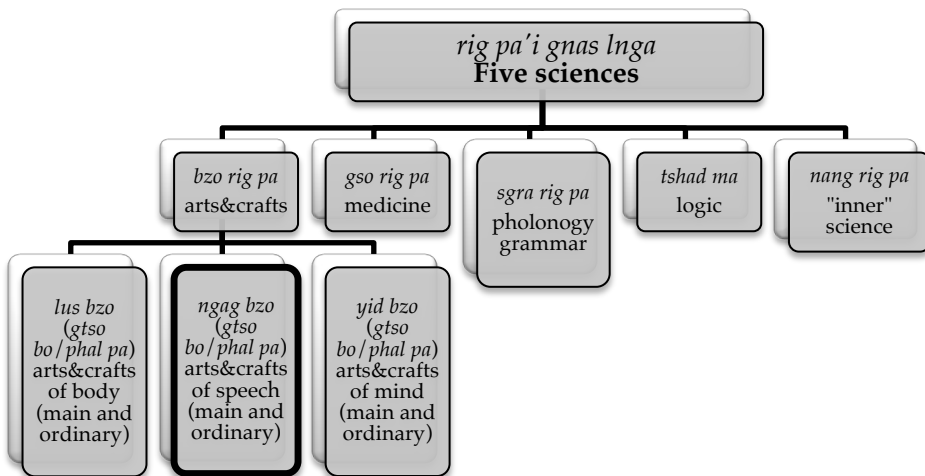 rig pa'i gnas lnga
Five sciences
bzo rig pa
arts&crafts
gso rig pa
medicine
sgra rig pa
pholonogy
grammar
tshad ma
logic
nang rig pa
"inner"
science
lus bzo
(gtso
bo/phal pa)
arts&crafts
of body
(main and
ordinary)
ngag bzo
(gtso
bo/phal pa)
arts&crafts
of speech
(main and
ordinary)
yid bzo
(gtso
bo/phal pa)
arts&crafts
of mind
(main and
ordinary)